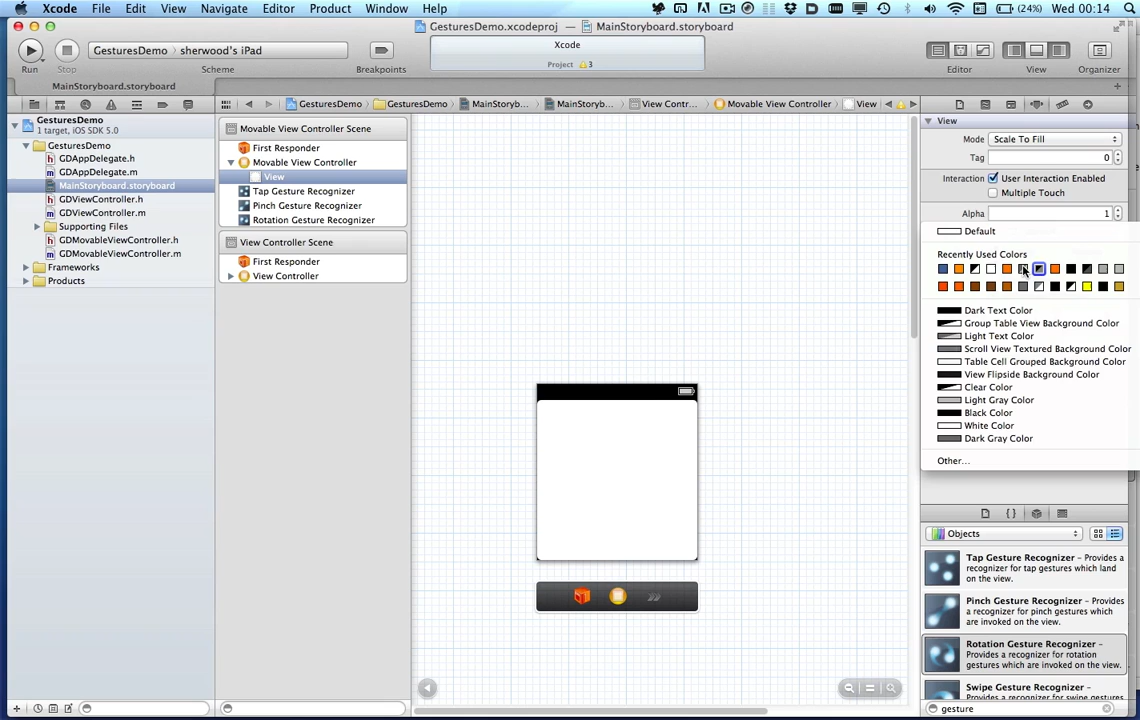 Xcode File Edit View Navigate Editor Product Window Help (24%) Wed 00:14
GesturesDemo.xcodeproj — MainStoryboard.storyboard
GesturesDemo sherwood's iPad
Xcode
Project 3
Run Stop Scheme Breakpoints Editor View Organizer
MainStoryboard.storyboard
GesturesDemo GesturesDemo MainStoryb... MainStoryb... View Contr... Movable View Controller View
GesturesDemo
1 target, iOS SDK 5.0
GesturesDemo
GDAppDelegate.h
GDAppDelegate.m
MainStoryboard.storyboard
GDViewController.h
GDViewController.m
Supporting Files
GDMovableViewController.h
GDMovableViewController.m
Frameworks
Products
Movable View Controller Scene
First Responder
Movable View Controller
View
Tap Gesture Recognizer
Pinch Gesture Recognizer
Rotation Gesture Recognizer
View Controller Scene
First Responder
View Controller
View
Mode Scale To Fill
Tag 0
Interaction User Interaction Enabled
Multiple Touch
Alpha 1
Default
Recently Used Colors
Dark Text Color
Group Table View Background Color
Light Text Color
Scroll View Textured Background Color
Table Cell Grouped Background Color
View Flipside Background Color
Clear Color
Light Gray Color
Black Color
White Color
Dark Gray Color
Other...
{ }
Objects
Tap Gesture Recognizer – Provides a
recognizer for tap gestures which land
on the view.
Pinch Gesture Recognizer – Provides
a recognizer for pinch gestures which
are invoked on the view.
Rotation Gesture Recognizer –
Provides a recognizer for rotation
gestures which are invoked on the view.
Swipe Gesture Recognizer –
gesture